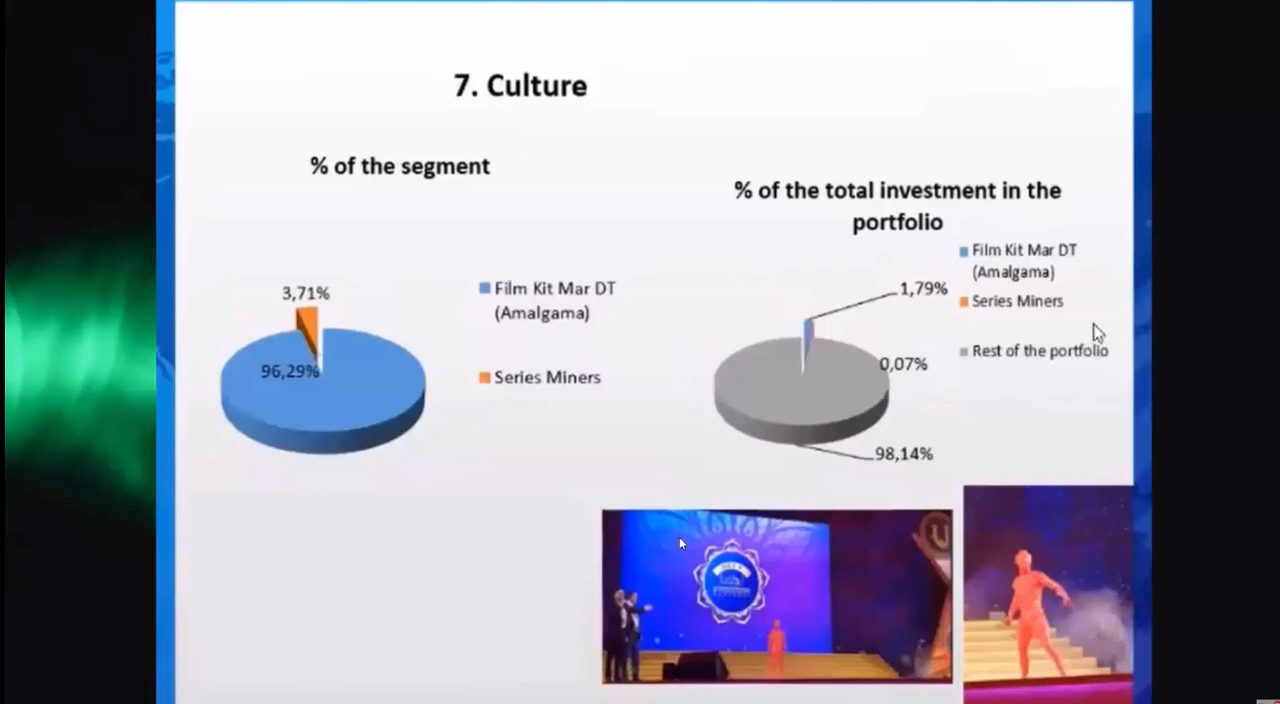 7. Culture
% of the segment
3,71%
96,29%
Film Kit Mar DT
(Amalgama)
Series Miners
% of the total investment in the
portfolio
1,79%
0,07%
98,14%
Film Kit Mar DT
(Amalgama)
Series Miners
Rest of the portfolio
U